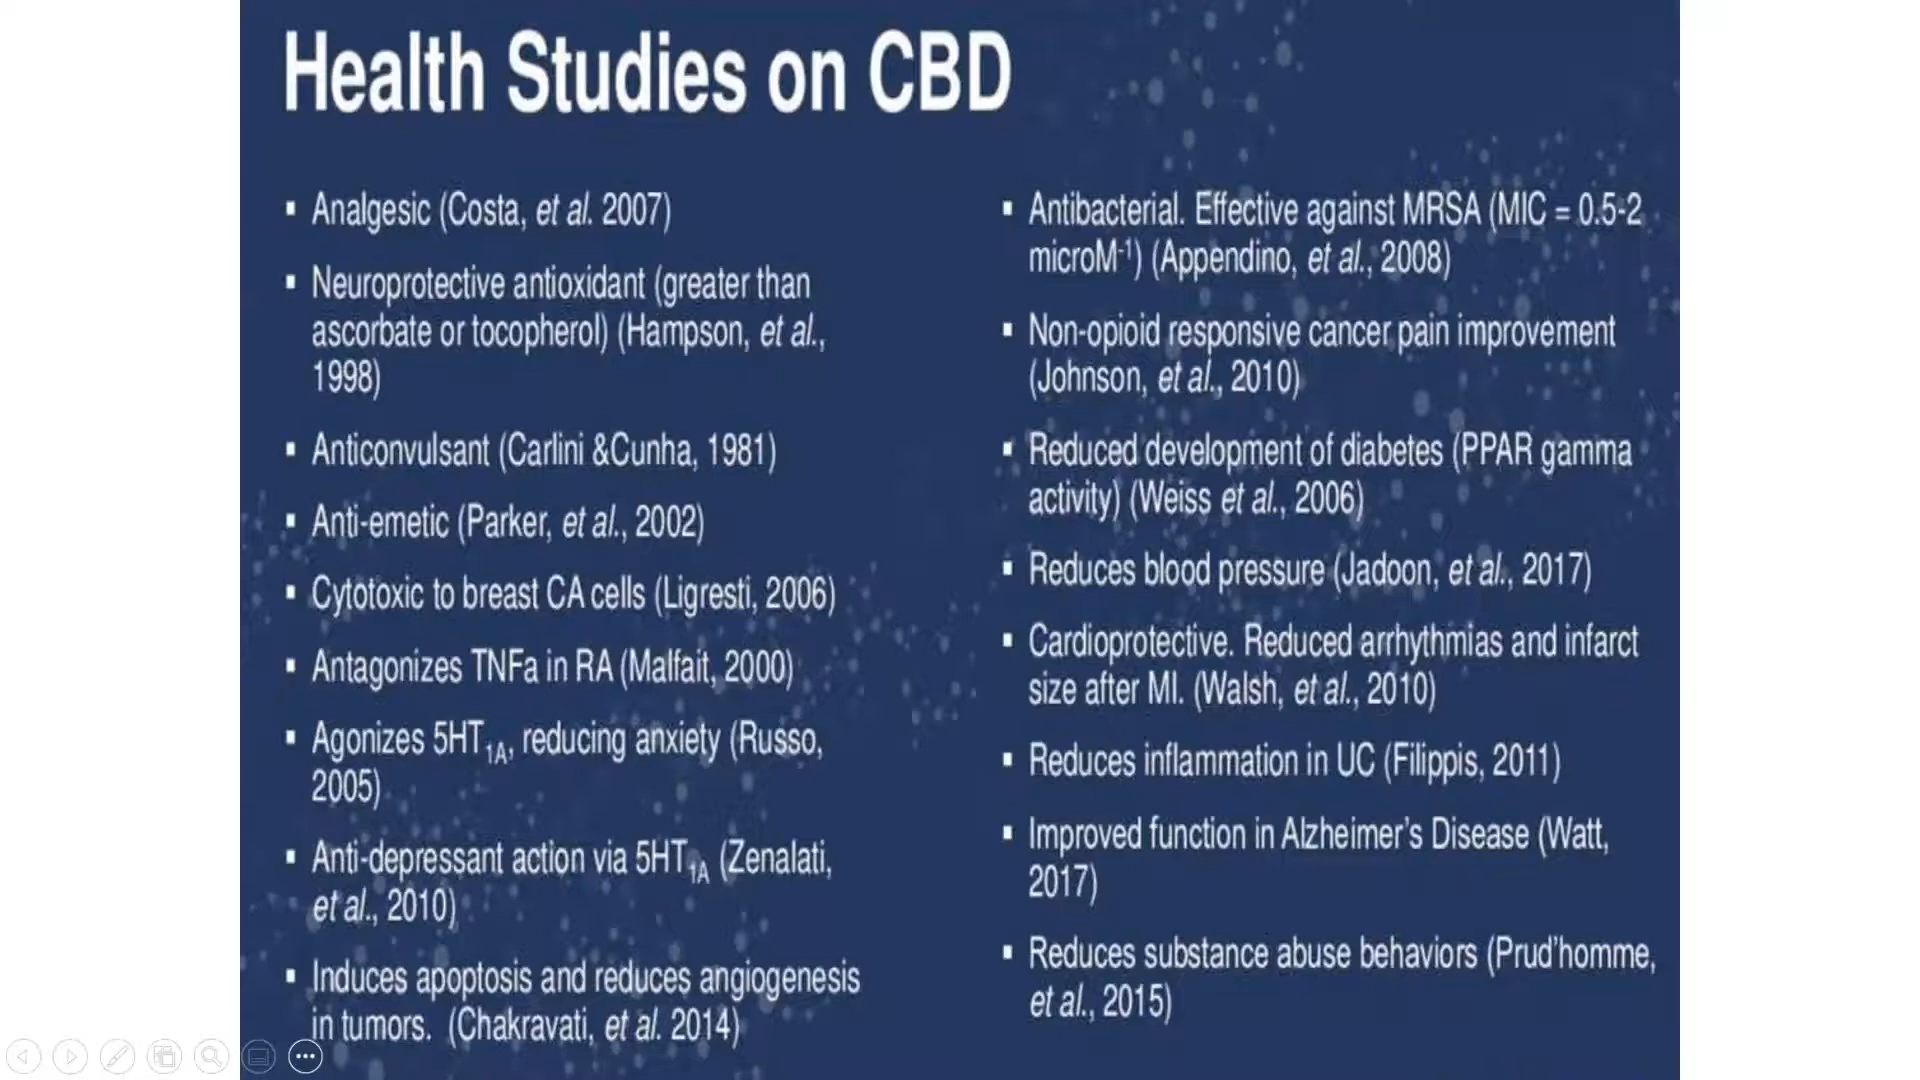 Health Studies on CBD
▪ Analgesic (Costa, et al. 2007)
▪ Neuroprotective antioxidant (greater than
ascorbate or tocopherol) (Hampson, et al.,
1998)
▪ Anticonvulsant (Carlini &Cunha, 1981)
▪ Anti-emetic (Parker, et al., 2002)
▪ Cytotoxic to breast CA cells (Ligresti, 2006)
▪ Antagonizes TNFa in RA (Malfait, 2000)
▪ Agonizes 5HT1A, reducing anxiety (Russo,
2005)
▪ Anti-depressant action via 5HT1A (Zenalati,
et al., 2010)
▪ Induces apoptosis and reduces angiogenesis
in tumors. (Chakravati, et al. 2014)
▪ Antibacterial. Effective against MRSA (MIC = 0.5-2
microM-1) (Appendino, et al., 2008)
▪ Non-opioid responsive cancer pain improvement
(Johnson, et al., 2010)
▪ Reduced development of diabetes (PPAR gamma
activity) (Weiss et al., 2006)
▪ Reduces blood pressure (Jadoon, et al., 2017)
▪ Cardioprotective. Reduced arrhythmias and infarct
size after MI. (Walsh, et al., 2010)
▪ Reduces inflammation in UC (Filippis, 2011)
▪ Improved function in Alzheimer’s Disease (Watt,
2017)
▪ Reduces substance abuse behaviors (Prud’homme,
et al., 2015)